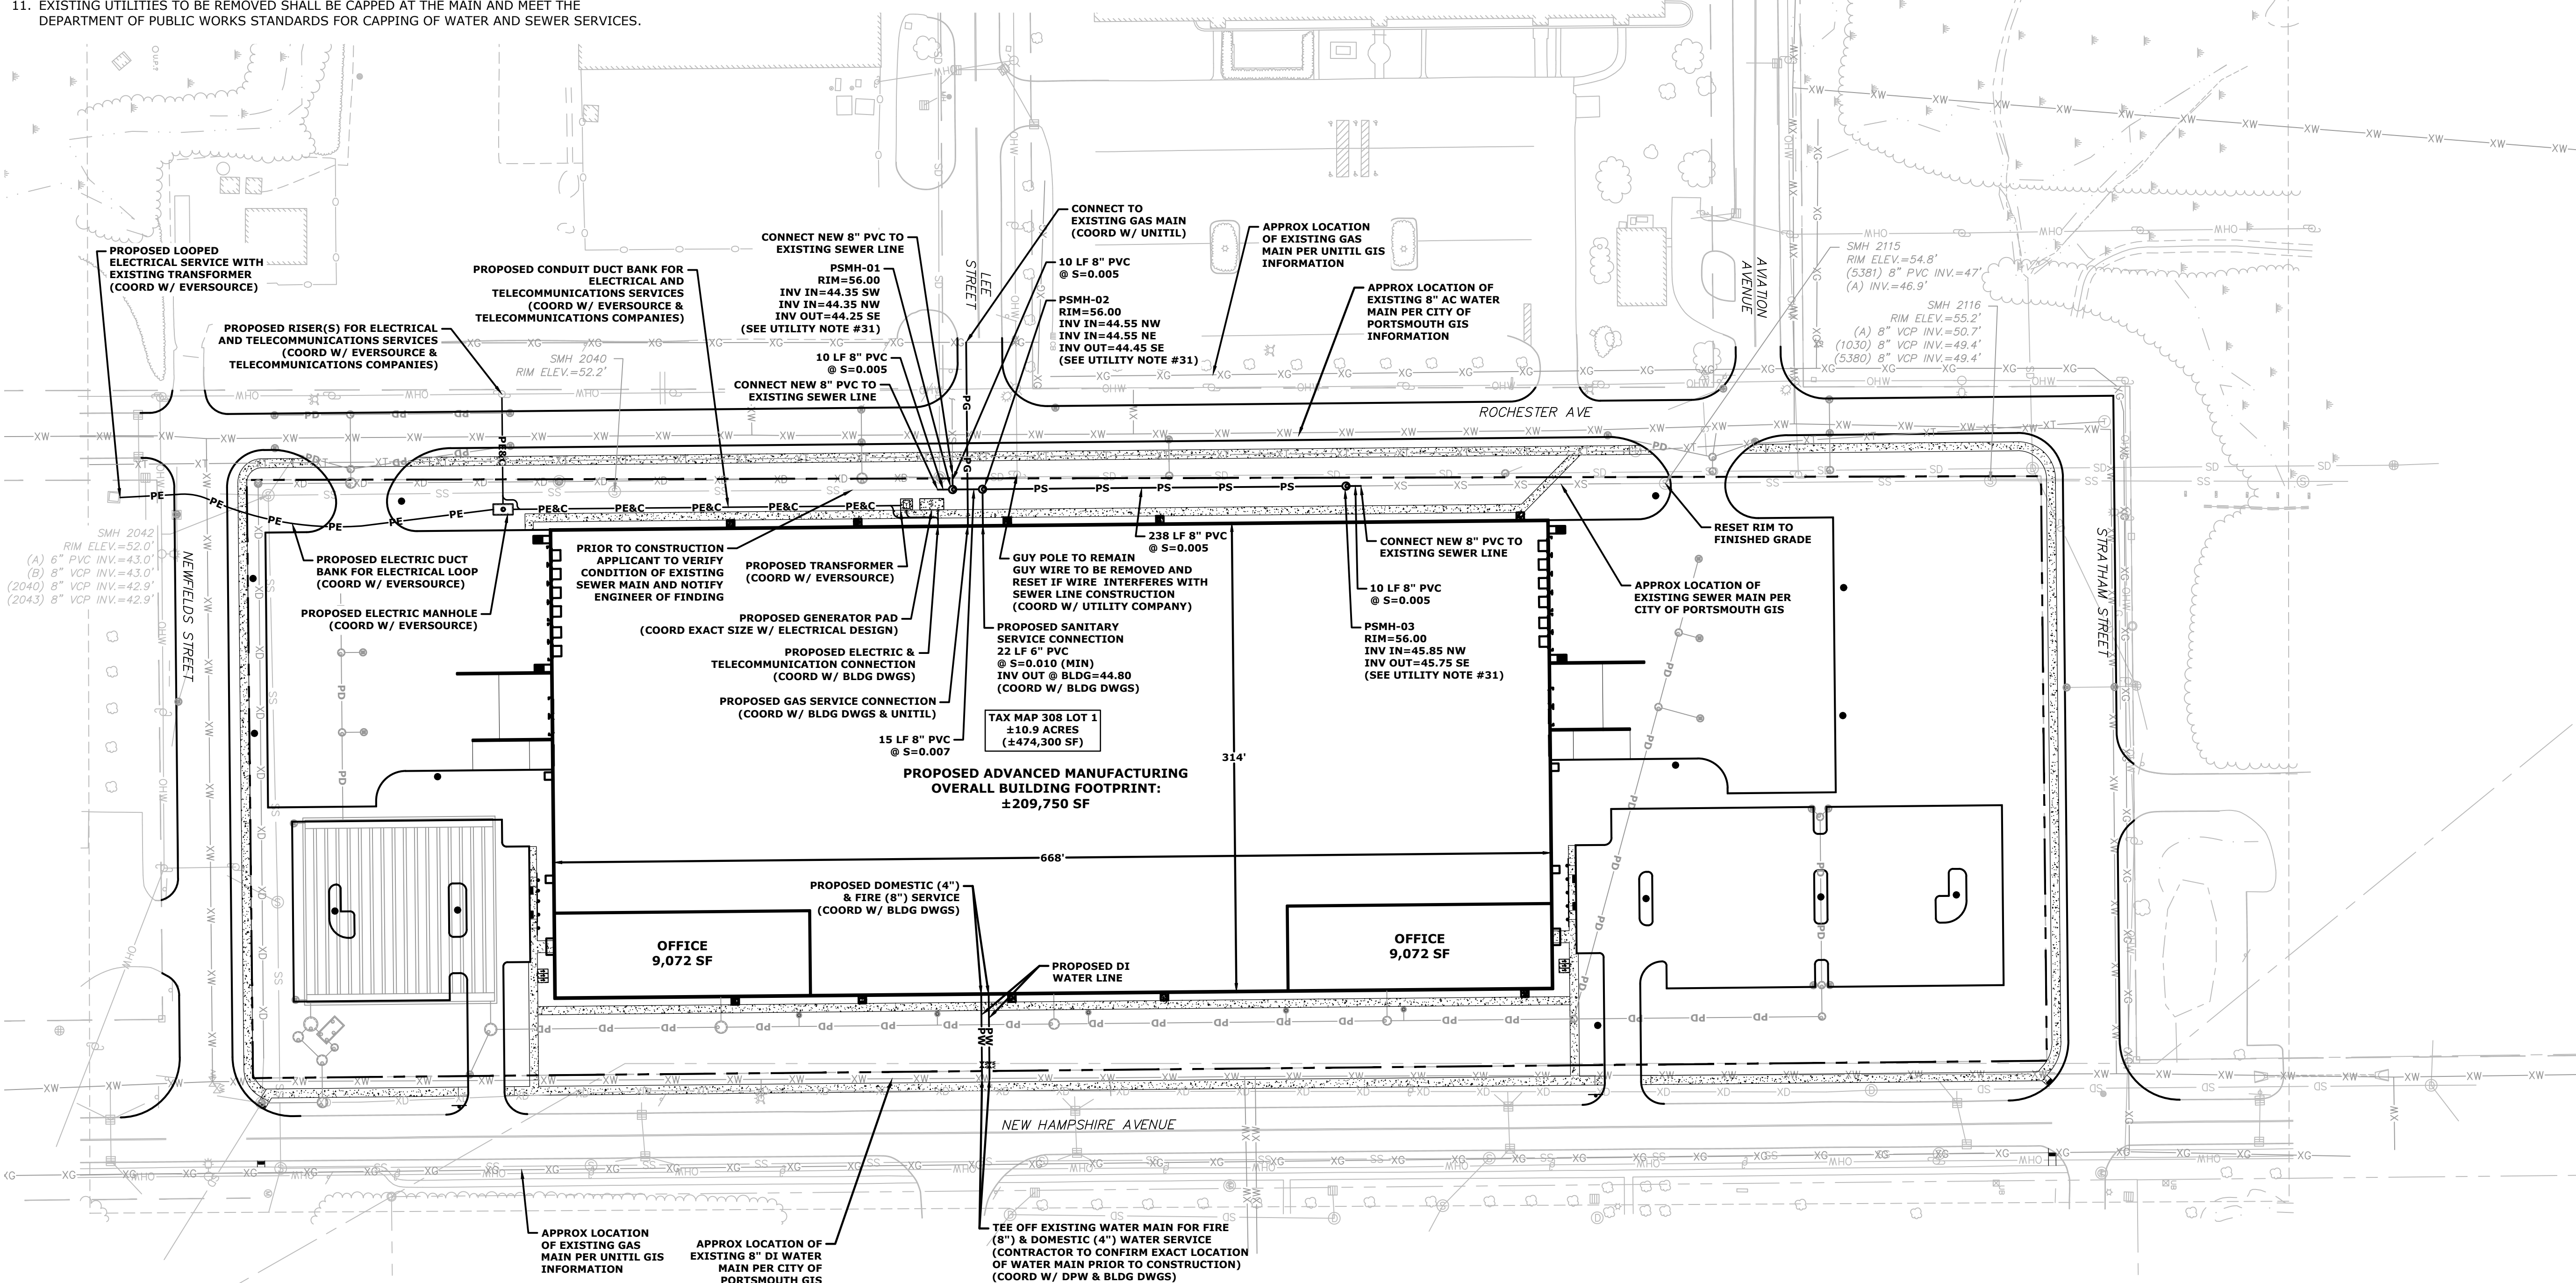 11. EXISTING UTILITIES TO BE REMOVED SHALL BE CAPPED AT THE MAIN AND MEET THE
DEPARTMENT OF PUBLIC WORKS STANDARDS FOR CAPPING OF WATER AND SEWER SERVICES.
PROPOSED LOOPED
ELECTRICAL SERVICE WITH
EXISTING TRANSFORMER
(COORD W/ EVERSOURCE)
PROPOSED RISER(S) FOR ELECTRICAL
AND TELECOMMUNICATIONS SERVICES
(COORD W/ EVERSOURCE &
TELECOMMUNICATIONS COMPANIES)
PROPOSED CONDUIT DUCT BANK FOR
ELECTRICAL AND
TELECOMMUNICATIONS SERVICES
(COORD W/ EVERSOURCE &
TELECOMMUNICATIONS COMPANIES)
SMH 2040
RIM ELEV.=52.2'
CONNECT NEW 8" PVC TO
EXISTING SEWER LINE
PSMH-01
RIM=56.00
INV IN=44.35 SW
INV IN=44.35 NW
INV OUT=44.25 SE
(SEE UTILITY NOTE #31)
10 LF 8" PVC
@ S=0.005
CONNECT NEW 8" PVC TO
EXISTING SEWER LINE
LEE
STREET
CONNECT TO
EXISTING GAS MAIN
(COORD W/ UNITIL)
10 LF 8" PVC
@ S=0.005
PSMH-02
RIM=56.00
INV IN=44.55 NW
INV IN=44.55 NE
INV OUT=44.45 SE
(SEE UTILITY NOTE #31)
APPROX LOCATION
OF EXISTING GAS
MAIN PER UNITIL GIS
INFORMATION
APPROX LOCATION OF
EXISTING 8" AC WATER
MAIN PER CITY OF
PORTSMOUTH GIS
INFORMATION
AVIATION
AVENUE
SMH 2115
RIM ELEV.=54.8'
(5381) 8" PVC INV.=47'
(A) INV.=46.9'
SMH 2116
RIM ELEV.=55.2'
(A) 8" VCP INV.=50.7'
(1030) 8" VCP INV.=49.4'
(5380) 8" VCP INV.=49.4'
ROCHESTER AVE
SMH 2042
RIM ELEV.=52.0'
(A) 6" PVC INV.=43.0'
(B) 8" VCP INV.=43.0'
(2040) 8" VCP INV.=42.9'
(2043) 8" VCP INV.=42.9'
NEWFIELDS STREET
PROPOSED ELECTRIC DUCT
BANK FOR ELECTRICAL LOOP
(COORD W/ EVERSOURCE)
PROPOSED ELECTRIC MANHOLE
(COORD W/ EVERSOURCE)
PRIOR TO CONSTRUCTION
APPLICANT TO VERIFY
CONDITION OF EXISTING
SEWER MAIN AND NOTIFY
ENGINEER OF FINDING
PROPOSED TRANSFORMER
(COORD W/ EVERSOURCE)
PROPOSED GENERATOR PAD
(COORD EXACT SIZE W/ ELECTRICAL DESIGN)
PROPOSED ELECTRIC &
TELECOMMUNICATION CONNECTION
(COORD W/ BLDG DWGS)
PROPOSED GAS SERVICE CONNECTION
(COORD W/ BLDG DWGS & UNITIL)
15 LF 8" PVC
@ S=0.007
GUY POLE TO REMAIN
GUY WIRE TO BE REMOVED AND
RESET IF WIRE INTERFERES WITH
SEWER LINE CONSTRUCTION
(COORD W/ UTILITY COMPANY)
PROPOSED SANITARY
SERVICE CONNECTION
22 LF 6" PVC
@ S=0.010 (MIN)
INV OUT @ BLDG=44.80
(COORD W/ BLDG DWGS)
238 LF 8" PVC
@ S=0.005
CONNECT NEW 8" PVC TO
EXISTING SEWER LINE
10 LF 8" PVC
@ S=0.005
PSMH-03
RIM=56.00
INV IN=45.85 NW
INV OUT=45.75 SE
(SEE UTILITY NOTE #31)
RESET RIM TO
FINISHED GRADE
APPROX LOCATION OF
EXISTING SEWER MAIN PER
CITY OF PORTSMOUTH GIS
STRATHAM STREET
TAX MAP 308 LOT 1
±10.9 ACRES
(±474,300 SF)
PROPOSED ADVANCED MANUFACTURING
OVERALL BUILDING FOOTPRINT:
±209,750 SF
314'
668'
PROPOSED DOMESTIC (4")
& FIRE (8") SERVICE
(COORD W/ BLDG DWGS)
OFFICE
9,072 SF
PROPOSED DI
WATER LINE
OFFICE
9,072 SF
NEW HAMPSHIRE AVENUE
APPROX LOCATION
OF EXISTING GAS
MAIN PER UNITIL GIS
INFORMATION
APPROX LOCATION OF
EXISTING 8" DI WATER
MAIN PER CITY OF
PORTSMOUTH GIS
TEE OFF EXISTING WATER MAIN FOR FIRE
(8") & DOMESTIC (4") WATER SERVICE
(CONTRACTOR TO CONFIRM EXACT LOCATION
OF WATER MAIN PRIOR TO CONSTRUCTION)
(COORD W/ DPW & BLDG DWGS)